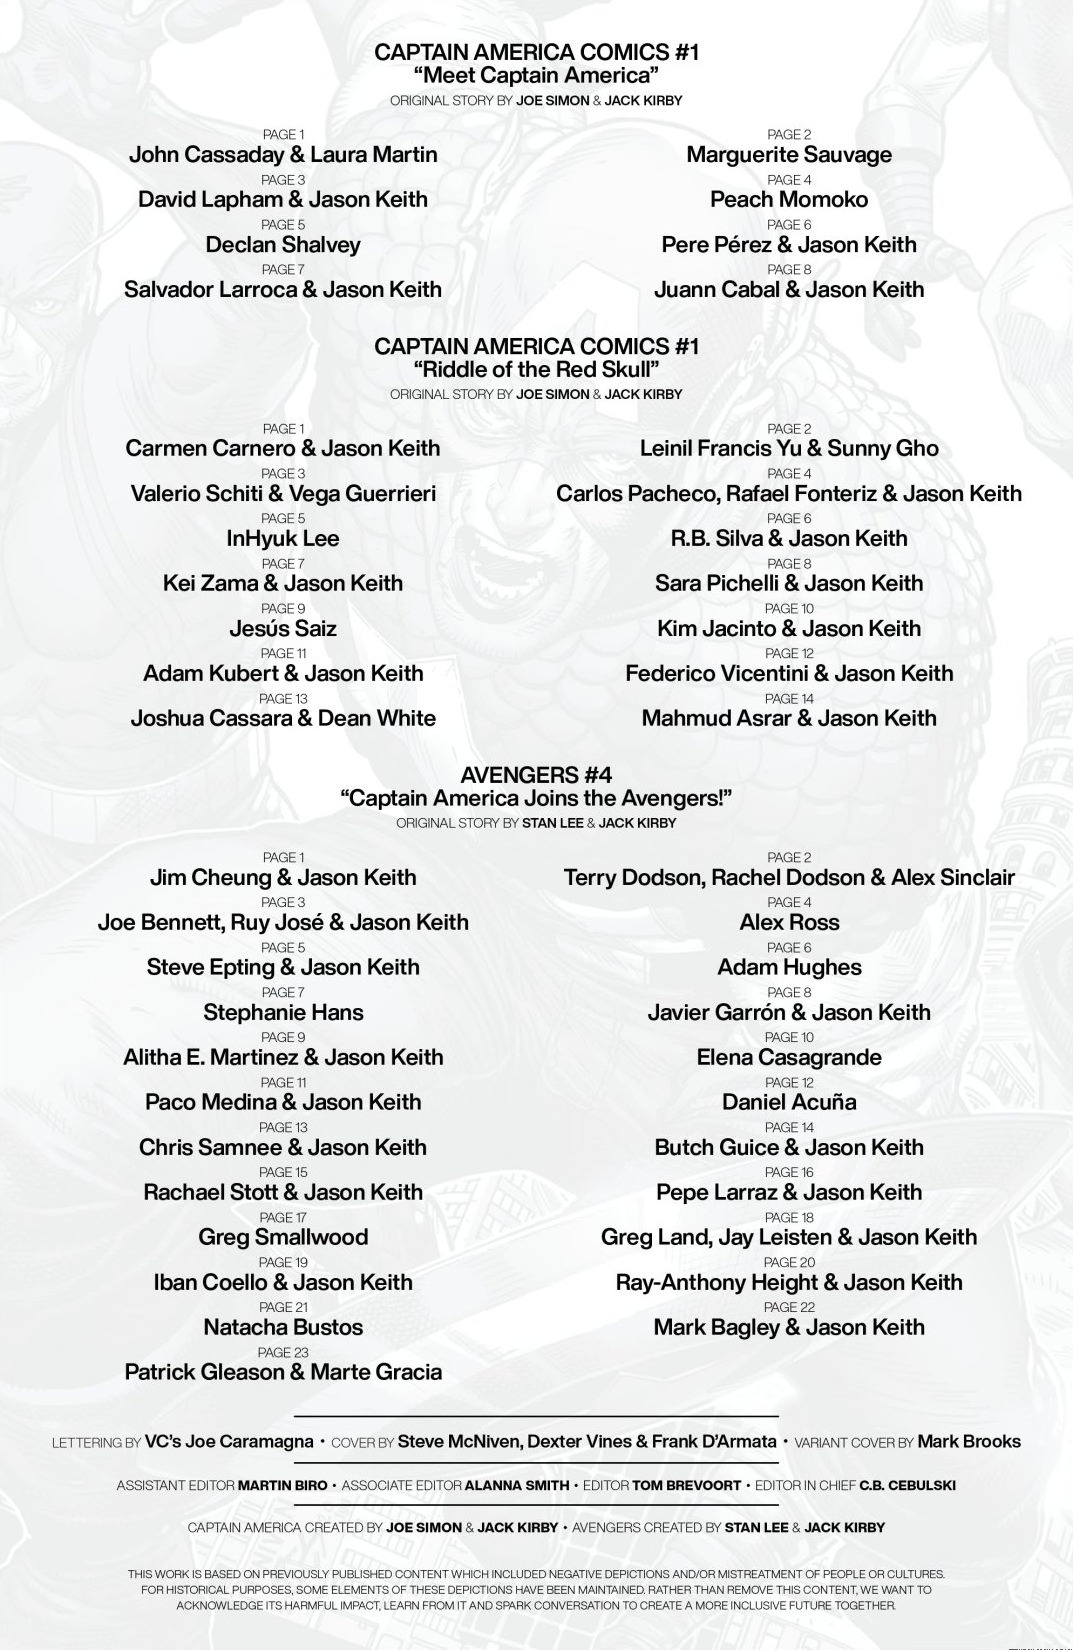 CAPTAIN AMERICA COMICS #1
“Meet Captain America”
ORIGINAL STORY BY JOE SIMON & JACK KIRBY
PAGE 1
John Cassaday & Laura Martin
PAGE 2
Marguerite Sauvage
PAGE 3
David Lapham & Jason Keith
PAGE 4
Peach Momoko
PAGE 5
Declan Shalvey
PAGE 6
Pere Pérez & Jason Keith
PAGE 7
Salvador Larroca & Jason Keith
PAGE 8
Juann Cabal & Jason Keith
CAPTAIN AMERICA COMICS #1
“Riddle of the Red Skull”
ORIGINAL STORY BY JOE SIMON & JACK KIRBY
PAGE 1
Carmen Carnero & Jason Keith
PAGE 2
Leinil Francis Yu & Sunny Gho
PAGE 3
Valerio Schiti & Vega Guerrieri
PAGE 4
Carlos Pacheco, Rafael Fonteriz & Jason Keith
PAGE 5
InHyuk Lee
PAGE 6
R.B. Silva & Jason Keith
PAGE 7
Kei Zama & Jason Keith
PAGE 8
Sara Pichelli & Jason Keith
PAGE 9
Jesús Saiz
PAGE 10
Kim Jacinto & Jason Keith
PAGE 11
Adam Kubert & Jason Keith
PAGE 12
Federico Vicentini & Jason Keith
PAGE 13
Joshua Cassara & Dean White
PAGE 14
Mahmud Asrar & Jason Keith
AVENGERS #4
“Captain America Joins the Avengers!”
ORIGINAL STORY BY STAN LEE & JACK KIRBY
PAGE 1
Jim Cheung & Jason Keith
PAGE 2
Terry Dodson, Rachel Dodson & Alex Sinclair
PAGE 3
Joe Bennett, Ruy José & Jason Keith
PAGE 4
Alex Ross
PAGE 5
Steve Epting & Jason Keith
PAGE 6
Adam Hughes
PAGE 7
Stephanie Hans
PAGE 8
Javier Garrón & Jason Keith
PAGE 9
Alitha E. Martinez & Jason Keith
PAGE 10
Elena Casagrande
PAGE 11
Paco Medina & Jason Keith
PAGE 12
Daniel Acuña
PAGE 13
Chris Samnee & Jason Keith
PAGE 14
Butch Guice & Jason Keith
PAGE 15
Rachael Stott & Jason Keith
PAGE 16
Pepe Larraz & Jason Keith
PAGE 17
Greg Smallwood
PAGE 18
Greg Land, Jay Leisten & Jason Keith
PAGE 19
Iban Coello & Jason Keith
PAGE 20
Ray-Anthony Height & Jason Keith
PAGE 21
Natacha Bustos
PAGE 22
Mark Bagley & Jason Keith
PAGE 23
Patrick Gleason & Marte Gracia
LETTERING BY VC’s Joe Caramagna • COVER BY Steve McNiven, Dexter Vines & Frank D’Armata • VARIANT COVER BY Mark Brooks
ASSISTANT EDITOR MARTIN BIRO • ASSOCIATE EDITOR ALANNA SMITH • EDITOR TOM BREVOORT • EDITOR IN CHIEF C.B. CEBULSKI
CAPTAIN AMERICA CREATED BY JOE SIMON & JACK KIRBY • AVENGERS CREATED BY STAN LEE & JACK KIRBY
THIS WORK IS BASED ON PREVIOUSLY PUBLISHED CONTENT WHICH INCLUDED NEGATIVE DEPICTIONS AND/OR MISTREATMENT OF PEOPLE OR CULTURES.
FOR HISTORICAL PURPOSES, SOME ELEMENTS OF THESE DEPICTIONS HAVE BEEN MAINTAINED. RATHER THAN REMOVE THIS CONTENT, WE WANT TO
ACKNOWLEDGE ITS HARMFUL IMPACT, LEARN FROM IT AND SPARK CONVERSATION TO CREATE A MORE INCLUSIVE FUTURE TOGETHER.